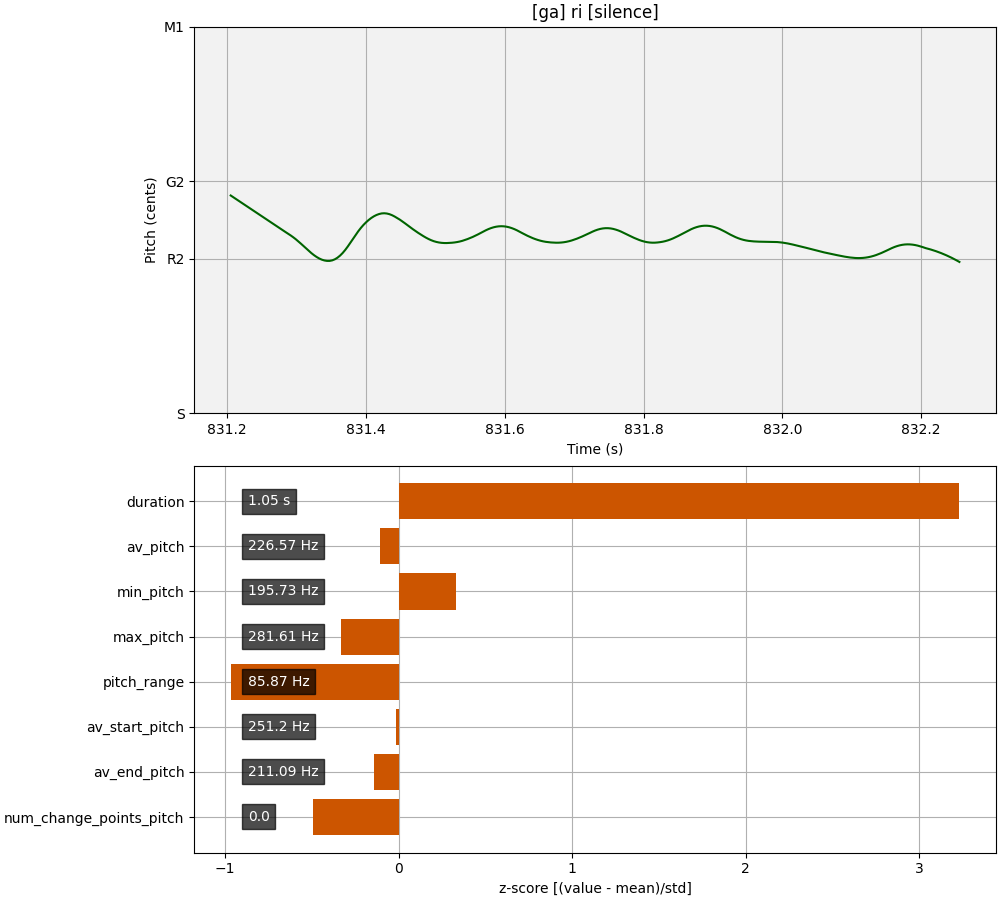 [ga] ri [silence]
M1
G2
R2
S
Pitch (cents)
831.2 831.4 831.6 831.8 832.0 832.2
Time (s)
duration 1.05 s
av_pitch 226.57 Hz
min_pitch 195.73 Hz
max_pitch 281.61 Hz
pitch_range 85.87 Hz
av_start_pitch 251.2 Hz
av_end_pitch 211.09 Hz
num_change_points_pitch 0.0
−1 0 1 2 3
z-score [(value - mean)/std]